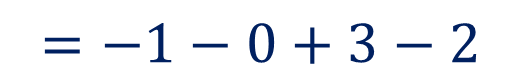 = −1 − 0 + 3 − 2